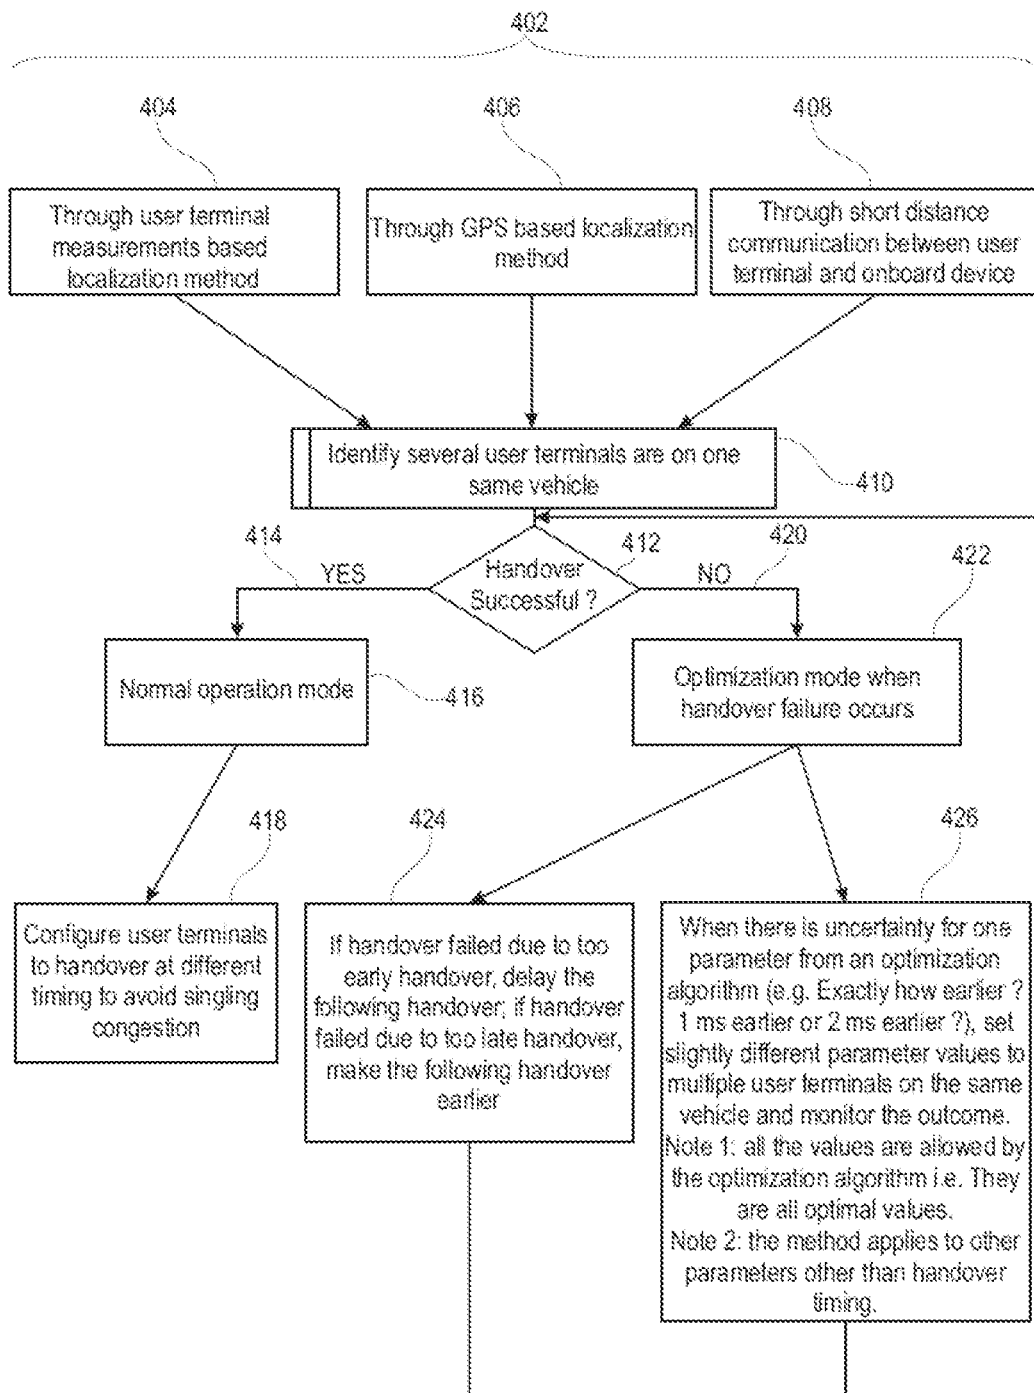 402
404
406
408
Through user terminal
measurements based
localization method
Through GPS based localization
method
Through short distance
communication between user
terminal and onboard device
Identify several user terminals are on one
same vehicle
410
414
412
420
422
YES
Handover
Successful ?
NO
Normal operation mode
416
Optimization mode when
handover failure occurs
418
424
426
Configure user terminals
to handover at different
timing to avoid singling
congestion
If handover failed due to too
early handover, delay the
following handover; if handover
failed due to too late handover,
make the following handover
earlier
When there is uncertainty for one
parameter from an optimization
algorithm (e.g. Exactly how earlier ?
1 ms earlier or 2 ms earlier ?), set
slightly different parameter values to
multiple user terminals on the same
vehicle and monitor the outcome.
Note 1: all the values are allowed by
the optimization algorithm i.e. They
are all optimal values.
Note 2: the method applies to other
parameters other than handover
timing.